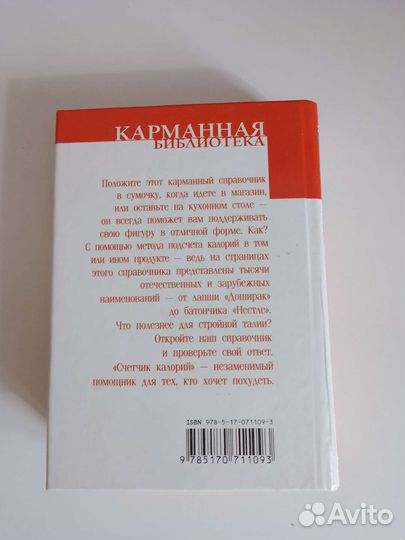 КАРМАННАЯ
БИБЛИОТЕКА
Положите этот карманный справочник
в сумочку, когда идете в магазин,
или оставьте на кухонном столе —
он всегда поможет вам поддерживать
свою фигуру в отличной форме. Как?
С помощью метода подсчета калорий в том
или ином продукте — ведь на страницах
этого справочника представлены тысячи
отечественных и зарубежных
наименований — от лапши «Доширак»
до батончика «Нестле».
Что полезнее для стройной талии?
Откройте наш справочник
и проверьте свой ответ.
«Счетчик калорий» — незаменимый
помощник для тех, кто хочет похудеть.
ISBN 978-5-17-071109-3
9 785170 711093
Avito